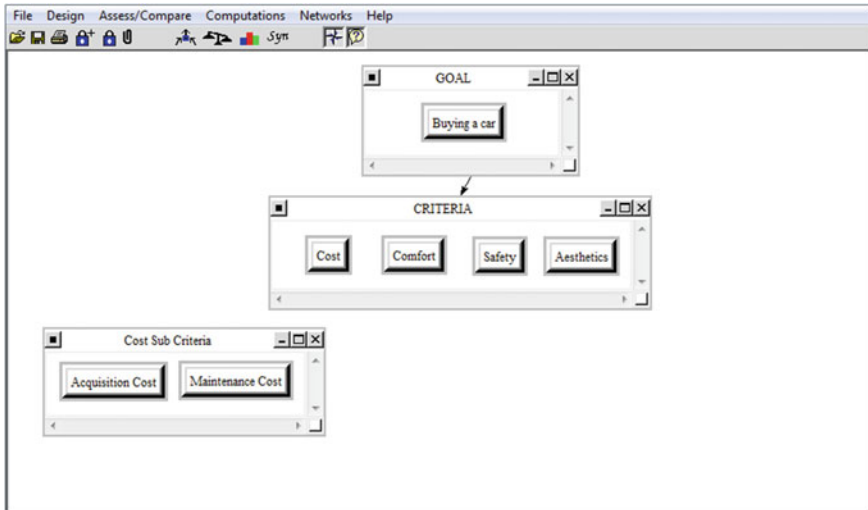 File Design Assess/Compare Computations Networks Help
Syn
GOAL
Buying a car
CRITERIA
Cost Comfort Safety Aesthetics
Cost Sub Criteria
Acquisition Cost Maintenance Cost